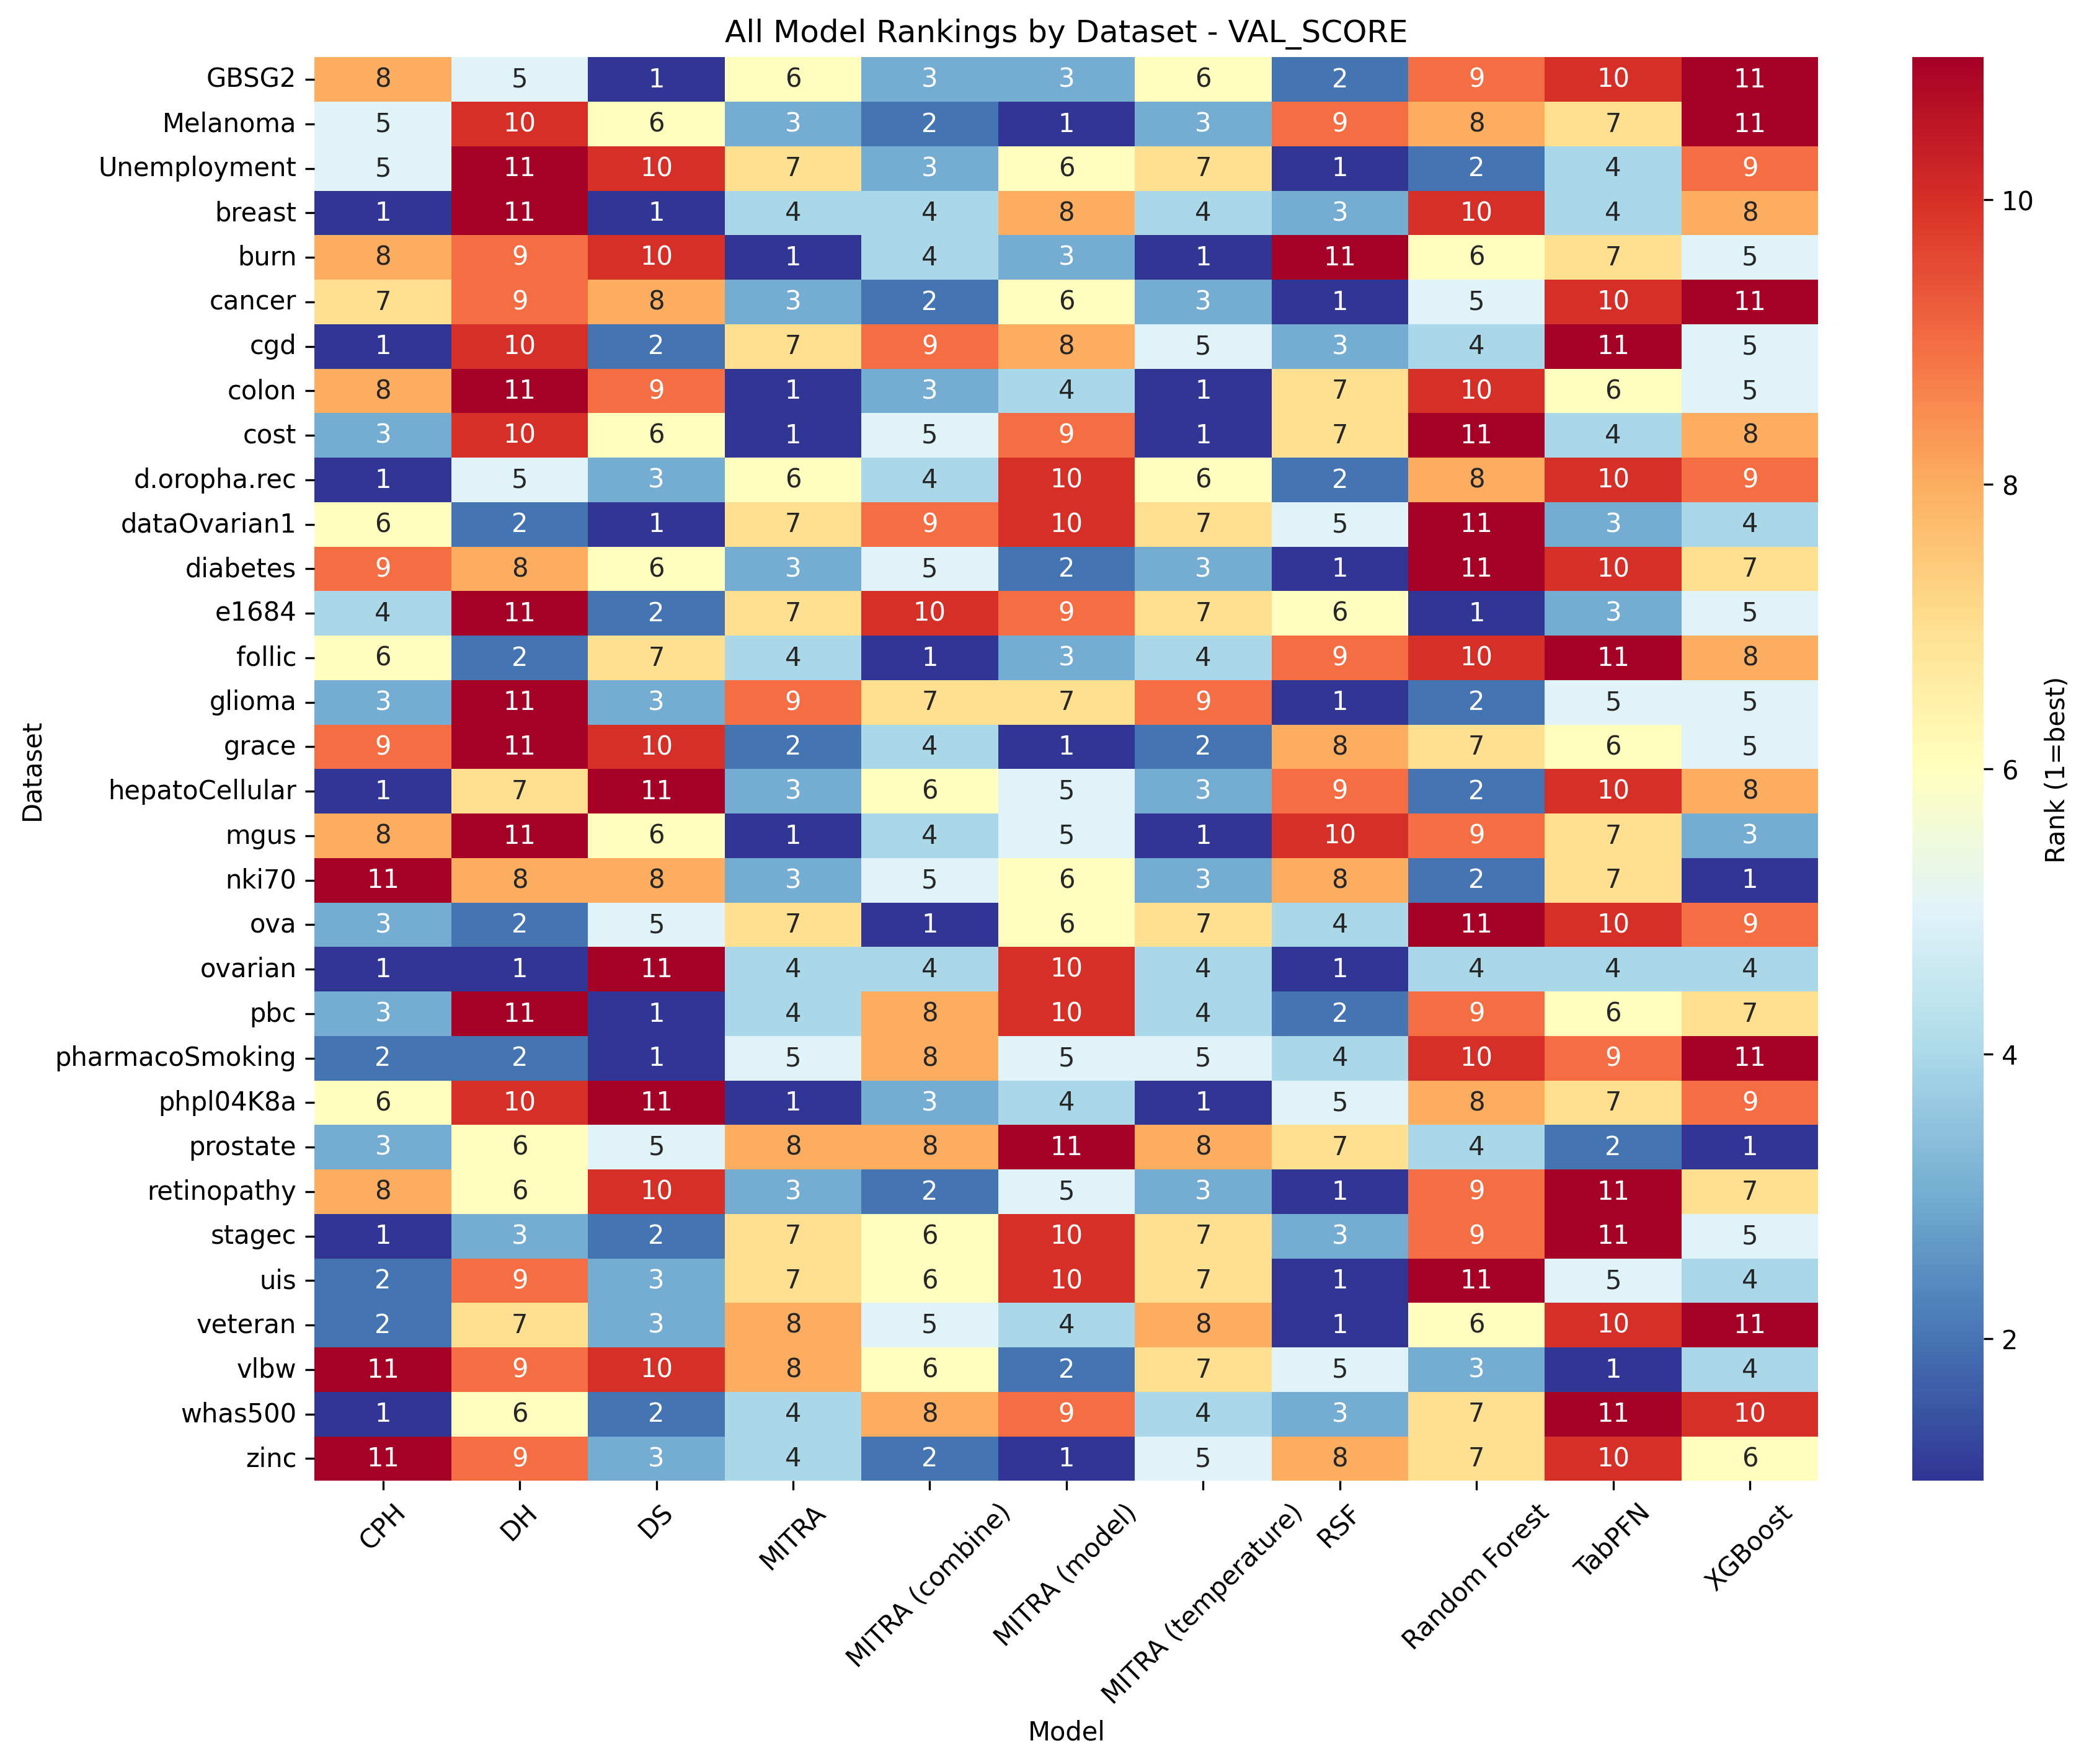 All Model Rankings by Dataset - VAL_SCORE
GBSG2 8 5 1 6 3 3 6 2 9 10 11
Melanoma 5 10 6 3 2 1 3 9 8 7 11
Unemployment 5 11 10 7 3 6 7 1 2 4 9
breast 1 11 1 4 4 8 4 3 10 4 8
burn 8 9 10 1 4 3 1 11 6 7 5
cancer 7 9 8 3 2 6 3 1 5 10 11
cgd 1 10 2 7 9 8 5 3 4 11 5
colon 8 11 9 1 3 4 1 7 10 6 5
cost 3 10 6 1 5 9 1 7 11 4 8
d.oropha.rec 1 5 3 6 4 10 6 2 8 10 9
dataOvarian1 6 2 1 7 9 10 7 5 11 3 4
diabetes 9 8 6 3 5 2 3 1 11 10 7
e1684 4 11 2 7 10 9 7 6 1 3 5
follic 6 2 7 4 1 3 4 9 10 11 8
glioma 3 11 3 9 7 7 9 1 2 5 5
grace 9 11 10 2 4 1 2 8 7 6 5
hepatoCellular 1 7 11 3 6 5 3 9 2 10 8
mgus 8 11 6 1 4 5 1 10 9 7 3
nki70 11 8 8 3 5 6 3 8 2 7 1
ova 3 2 5 7 1 6 7 4 11 10 9
ovarian 1 1 11 4 4 10 4 1 4 4 4
pbc 3 11 1 4 8 10 4 2 9 6 7
pharmacoSmoking 2 2 1 5 8 5 5 4 10 9 11
phpl04K8a 6 10 11 1 3 4 1 5 8 7 9
prostate 3 6 5 8 8 11 8 7 4 2 1
retinopathy 8 6 10 3 2 5 3 1 9 11 7
stagec 1 3 2 7 6 10 7 3 9 11 5
uis 2 9 3 7 6 10 7 1 11 5 4
veteran 2 7 3 8 5 4 8 1 6 10 11
vlbw 11 9 10 8 6 2 7 5 3 1 4
whas500 1 6 2 4 8 9 4 3 7 11 10
zinc 11 9 3 4 2 1 5 8 7 10 6
Dataset
CPH DH DS MITRA MITRA (combine) MITRA (model) MITRA (temperature) RSF Random Forest TabPFN XGBoost
Model
10
8
6
4
2
Rank (1=best)